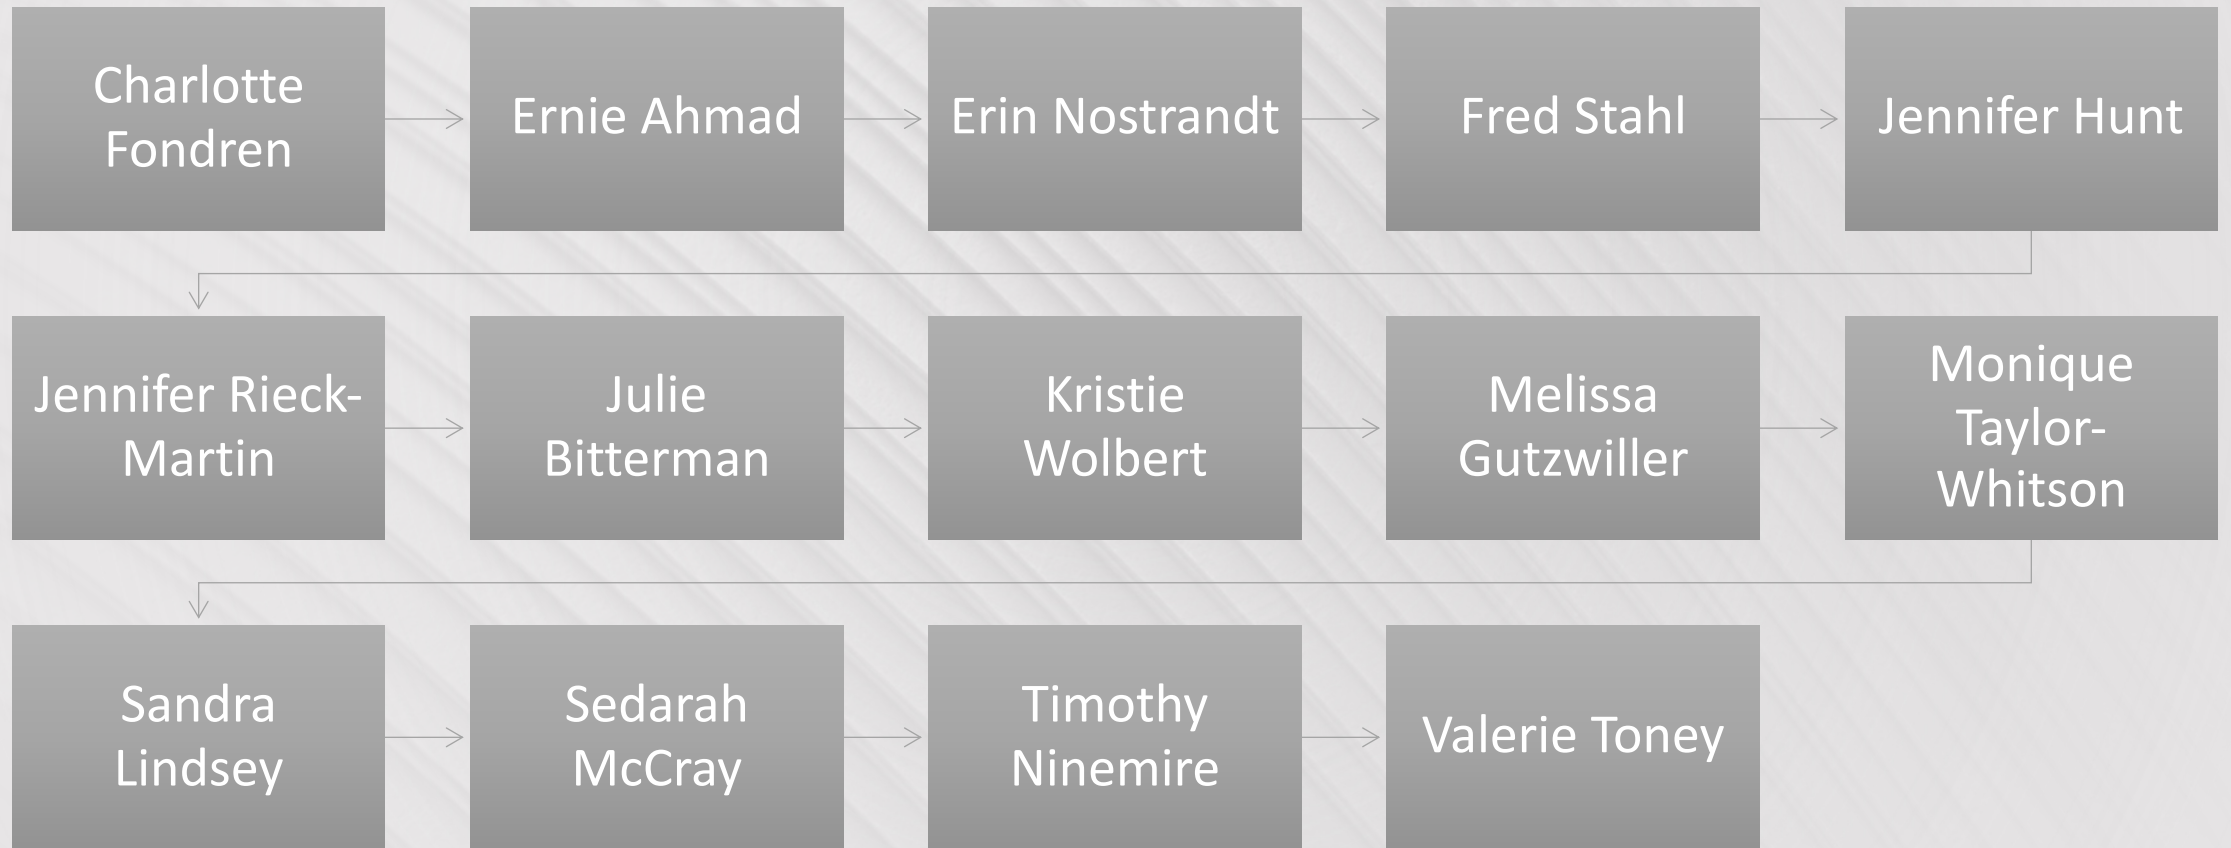 Charlotte
Fondren
Ernie Ahmad
Erin Nostrandt
Fred Stahl
Jennifer Hunt
Jennifer Rieck-
Martin
Julie
Bitterman
Kristie
Wolbert
Melissa
Gutzwiller
Monique
Taylor-
Whitson
Sandra
Lindsey
Sedarah
McCray
Timothy
Ninemire
Valerie Toney